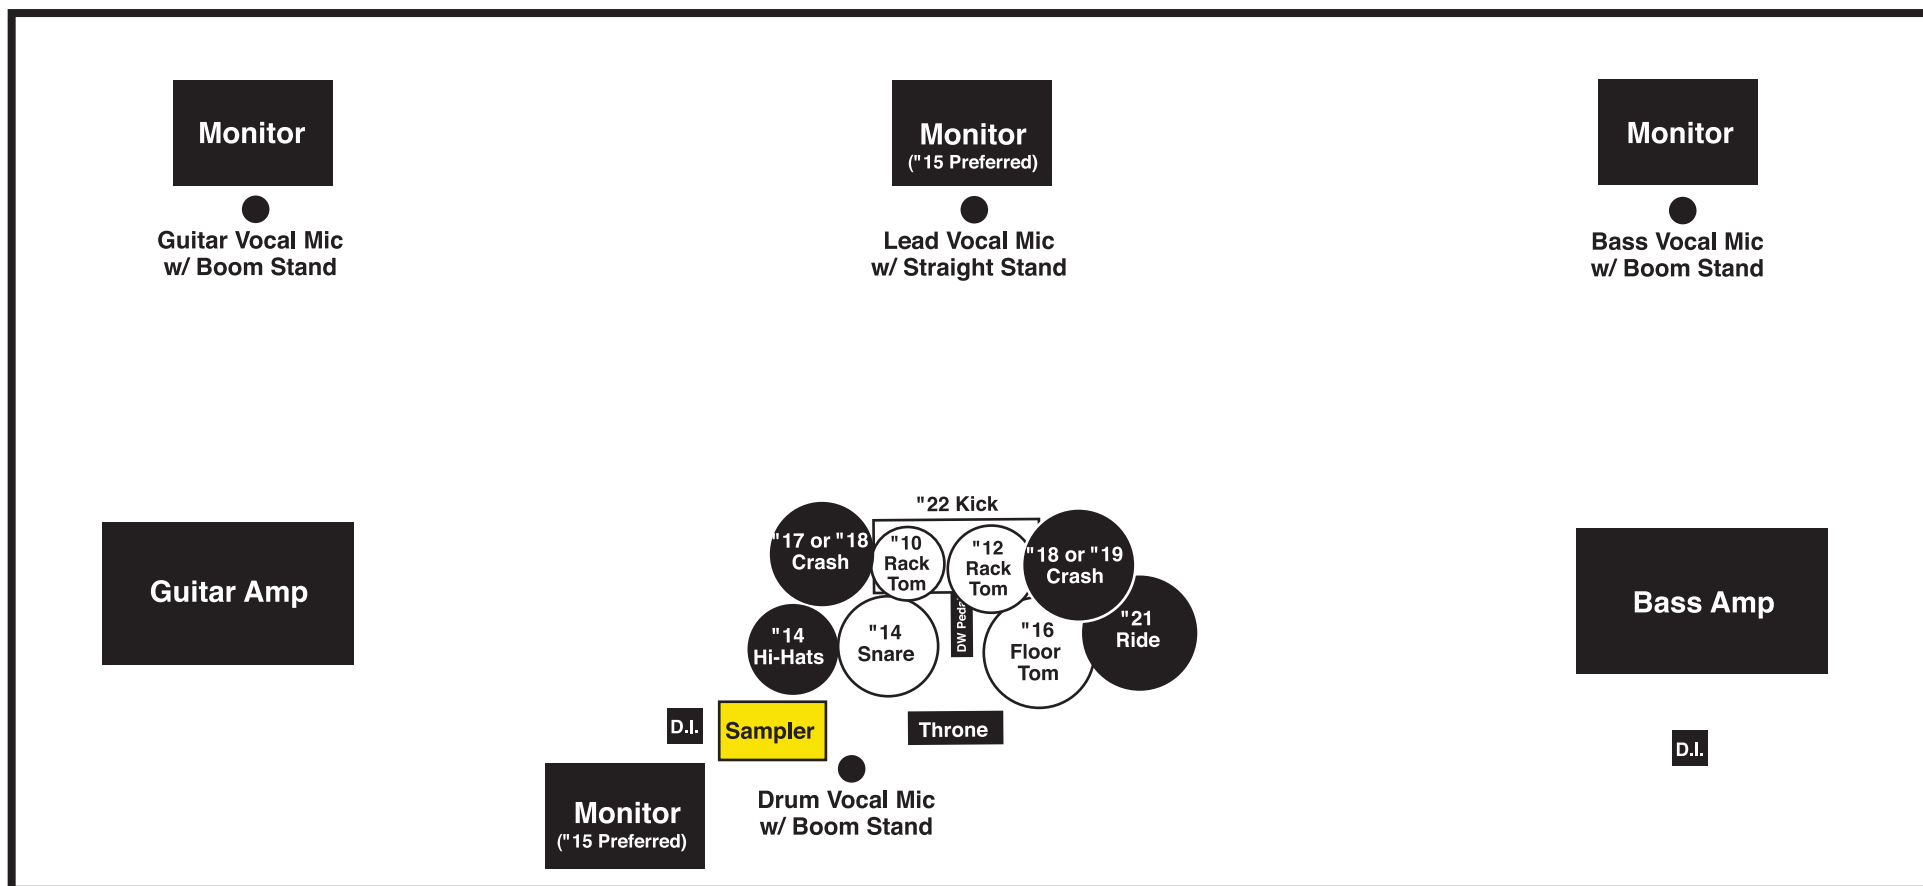 Monitor
Monitor
("15 Preferred)
Monitor
Guitar Vocal Mic
w/ Boom Stand
Lead Vocal Mic
w/ Straight Stand
Bass Vocal Mic
w/ Boom Stand
"22 Kick
"17 or "18
Crash
"10
Rack
Tom
"12
Rack
Tom
"18 or "19
Crash
Guitar Amp
Bass Amp
"14
Hi-Hats
"14
Snare
DW Peda
"16
Floor
Tom
"21
Ride
D.I.
Sampler
Throne
D.I.
Monitor
("15 Preferred)
Drum Vocal Mic
w/ Boom Stand